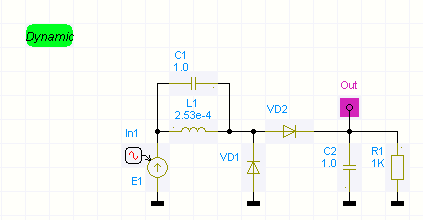 Dynamic
C1
1.0
L1
2.53e-4
In1
E1
VD1
VD2
Out
C2
1.0
R1
1K